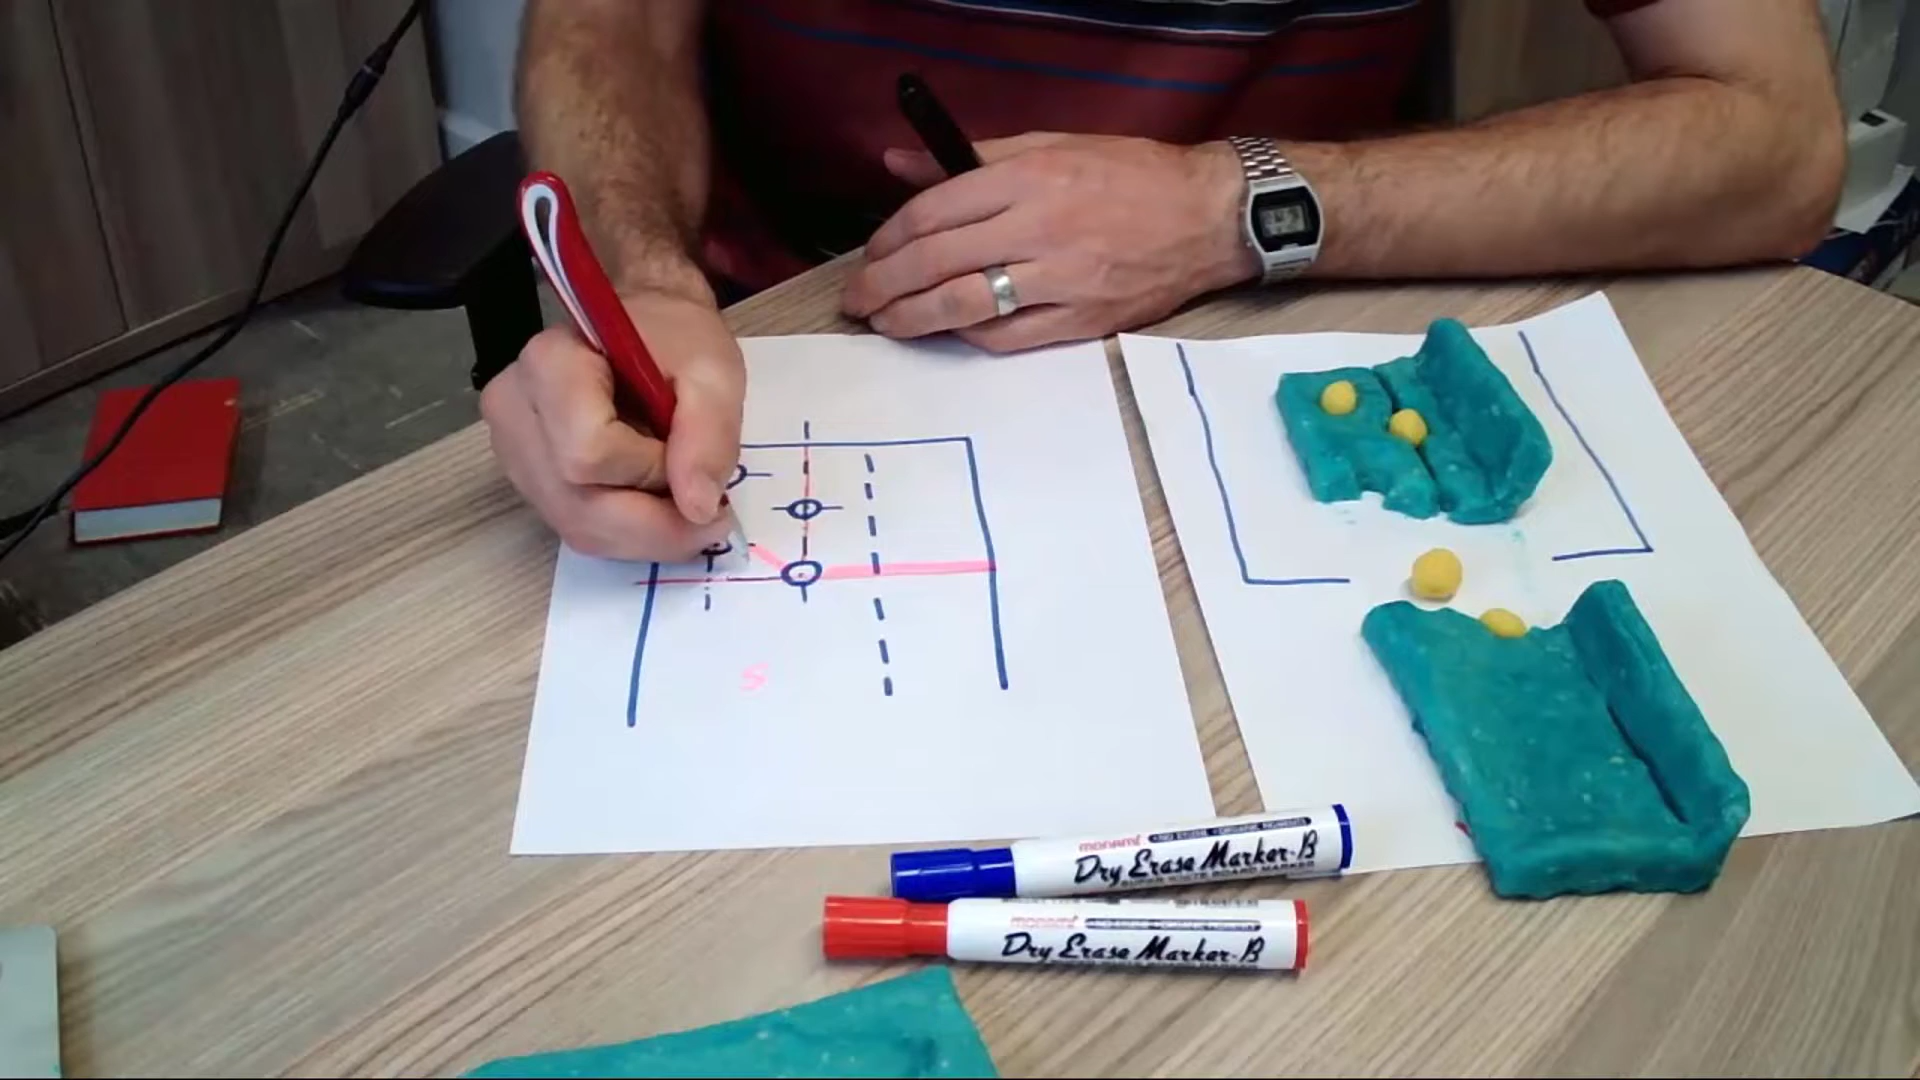 S
monami
Dry Erase Marker-B
SUPER WHITE BOARD MARKER
monami
Dry Erase Marker-B